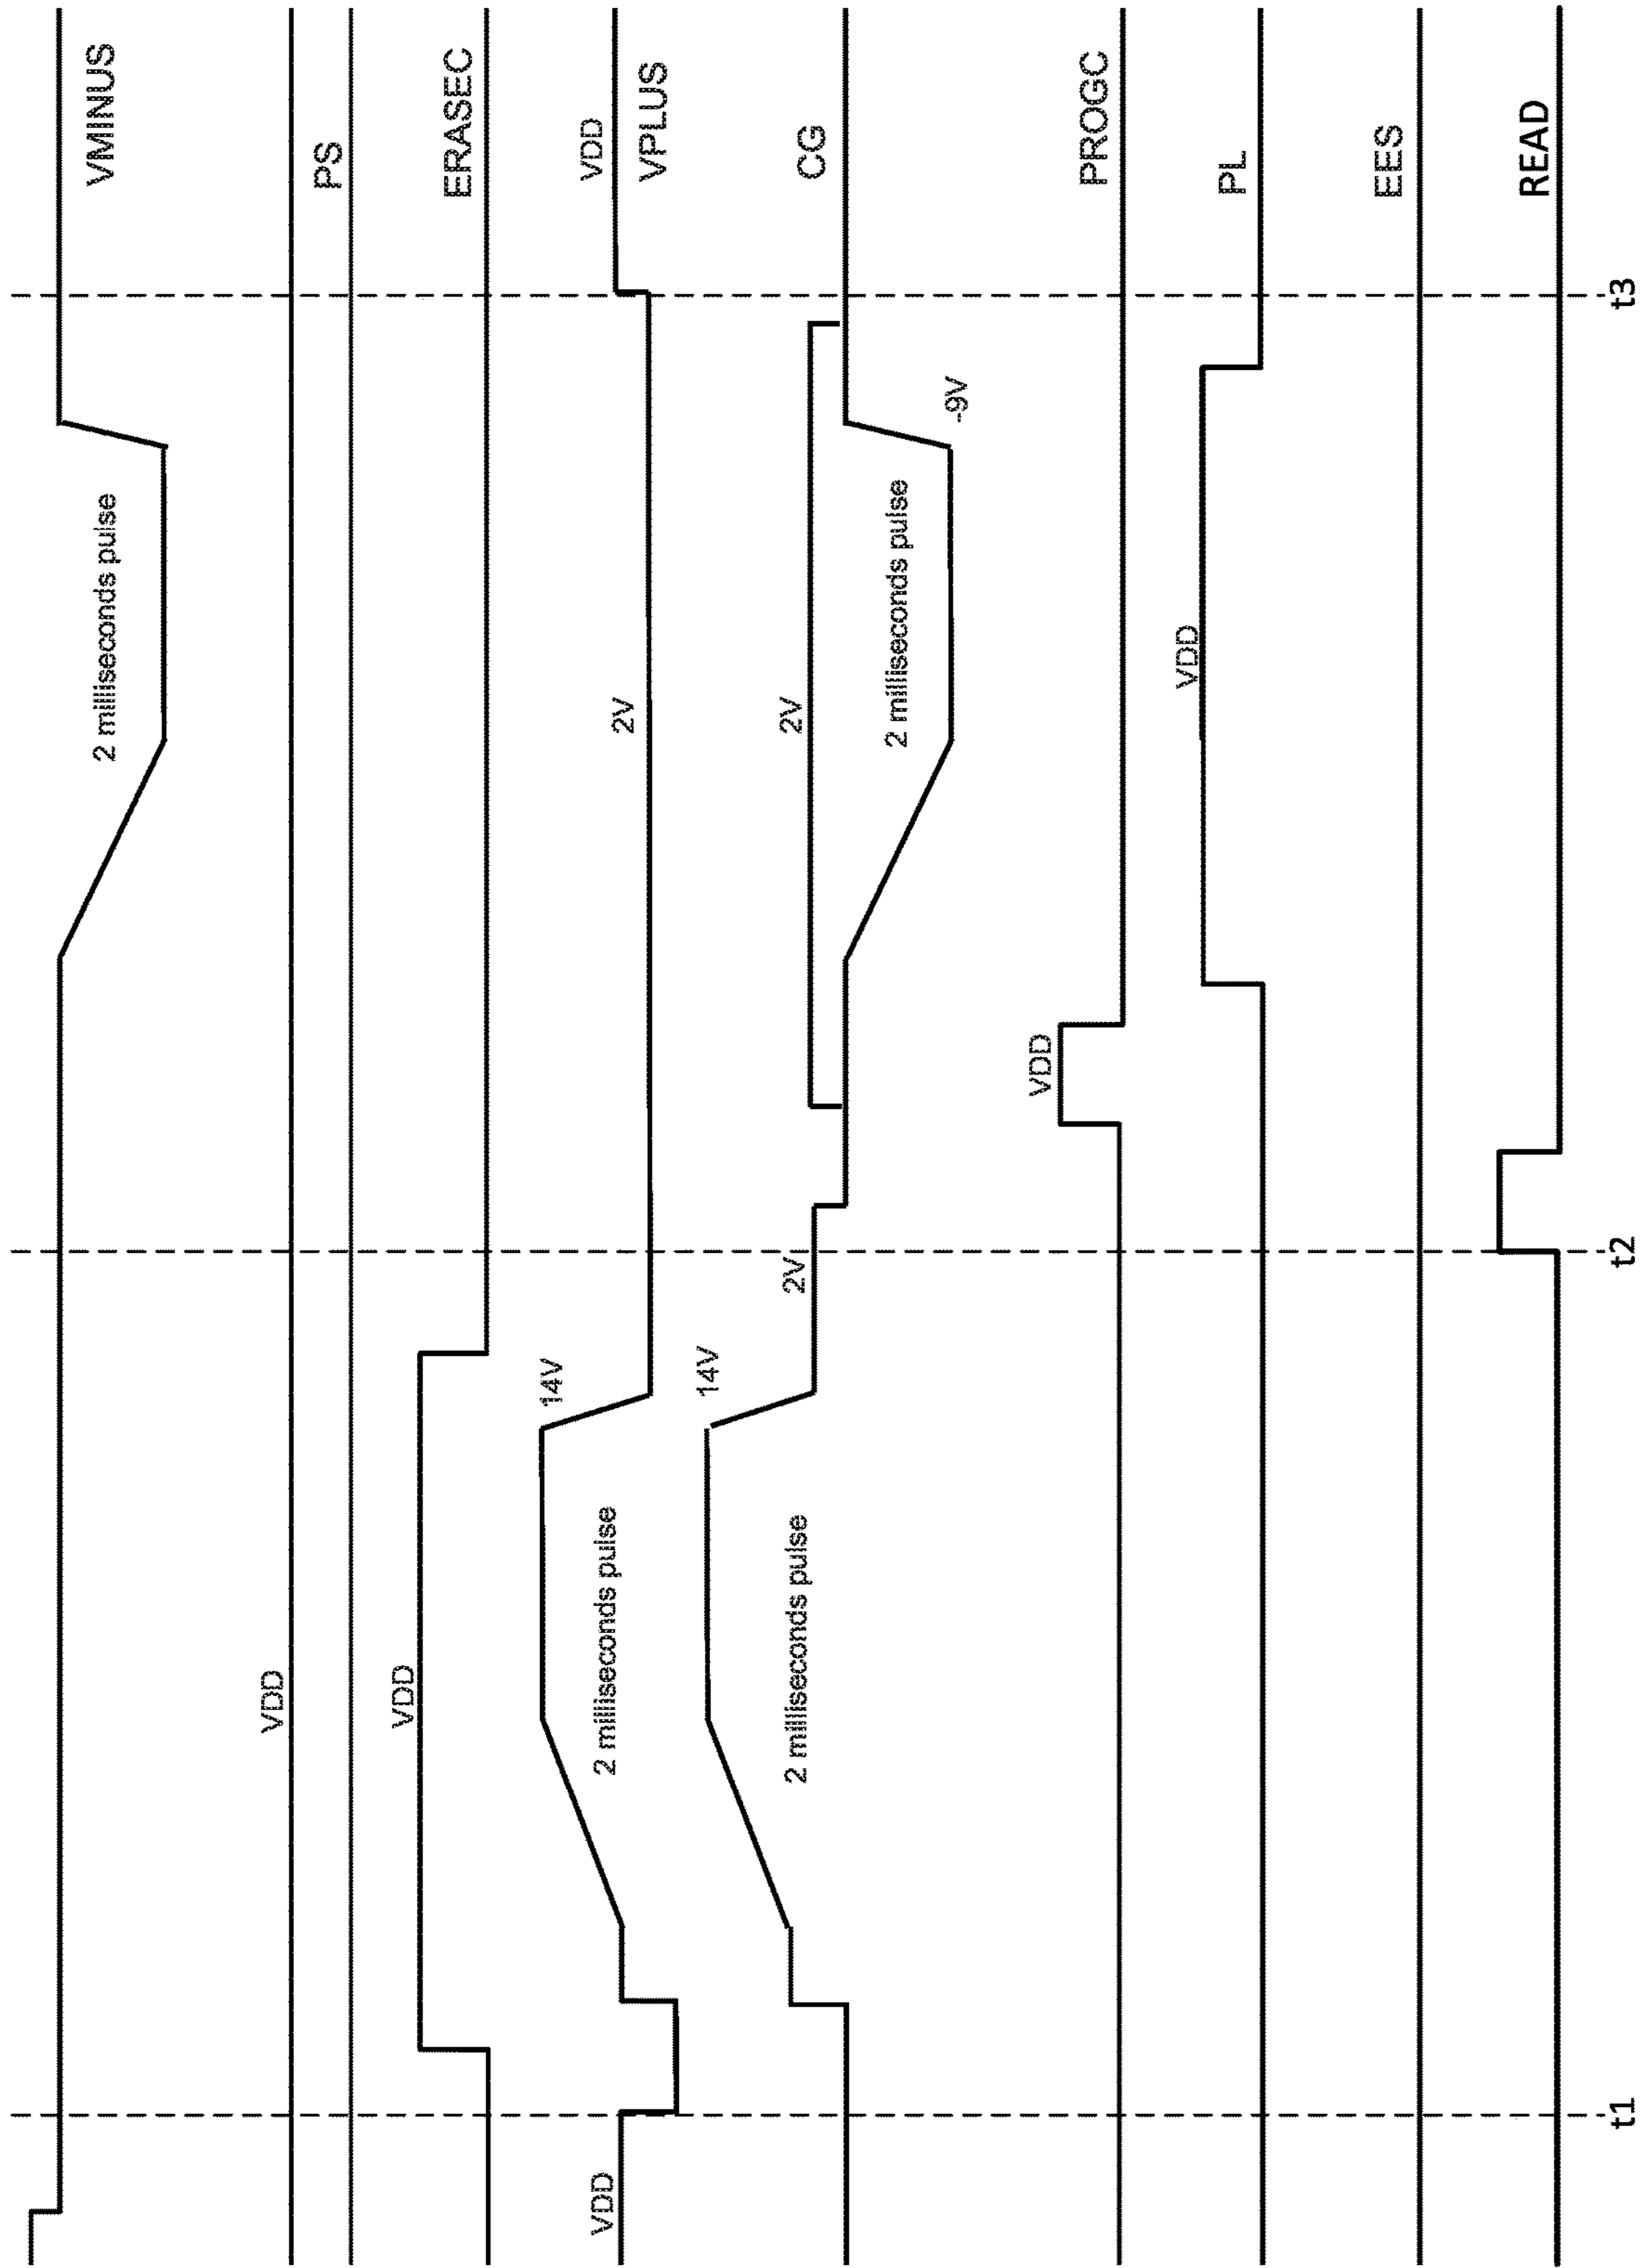 VMINUS
2 milliseconds pulse
VDD
PS
VDD
ERASEC
VDD
14V
2 milliseconds pulse
2V
VDD
VPLUS
14V
2 milliseconds pulse
2V
2V
CG
2 milliseconds pulse
-9V
VDD
PROGC
VDD
PL
EES
READ
t1
t2
t3